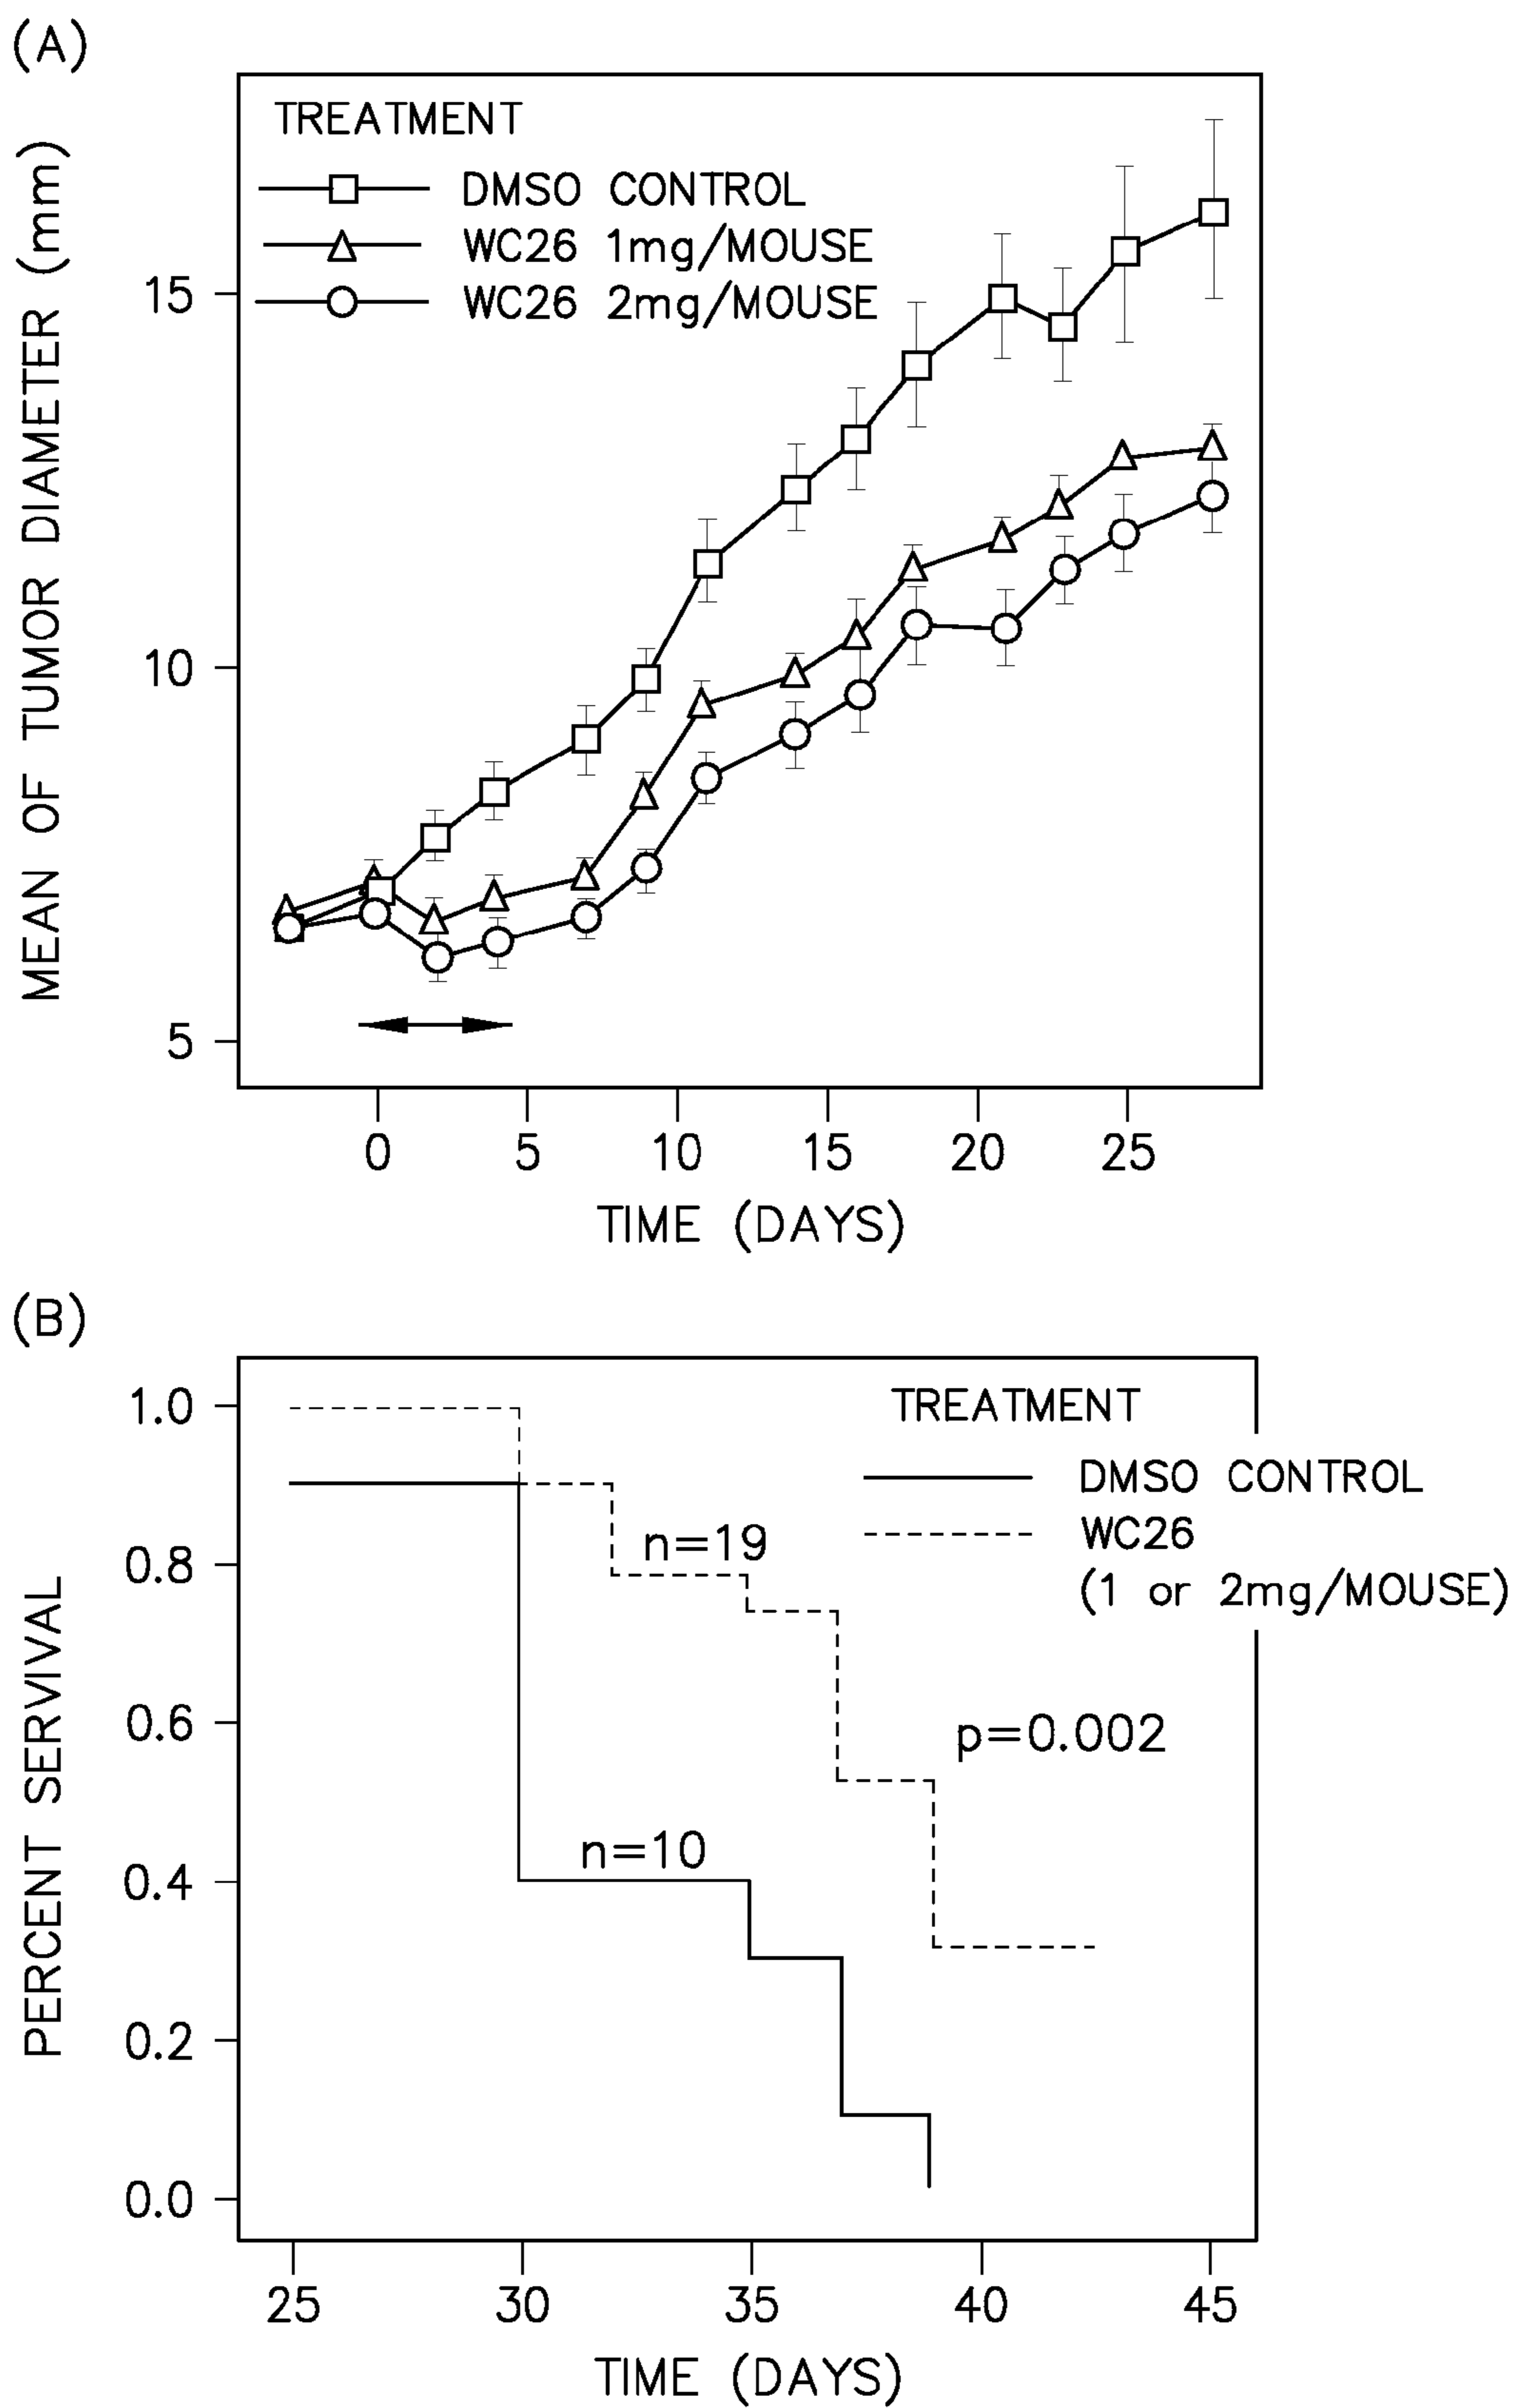 (A)
MEAN OF TUMOR DIAMETER (mm)
TREATMENT
DMSO CONTROL
WC26 1mg/MOUSE
WC26 2mg/MOUSE
15
10
5
0 5 10 15 20 25
TIME (DAYS)
(B)
PERCENT SERVIVAL
1.0
0.8
0.6
0.4
0.2
0.0
TREATMENT
DMSO CONTROL
WC26
(1 or 2mg/MOUSE)
n=19
p=0.002
n=10
25 30 35 40 45
TIME (DAYS)